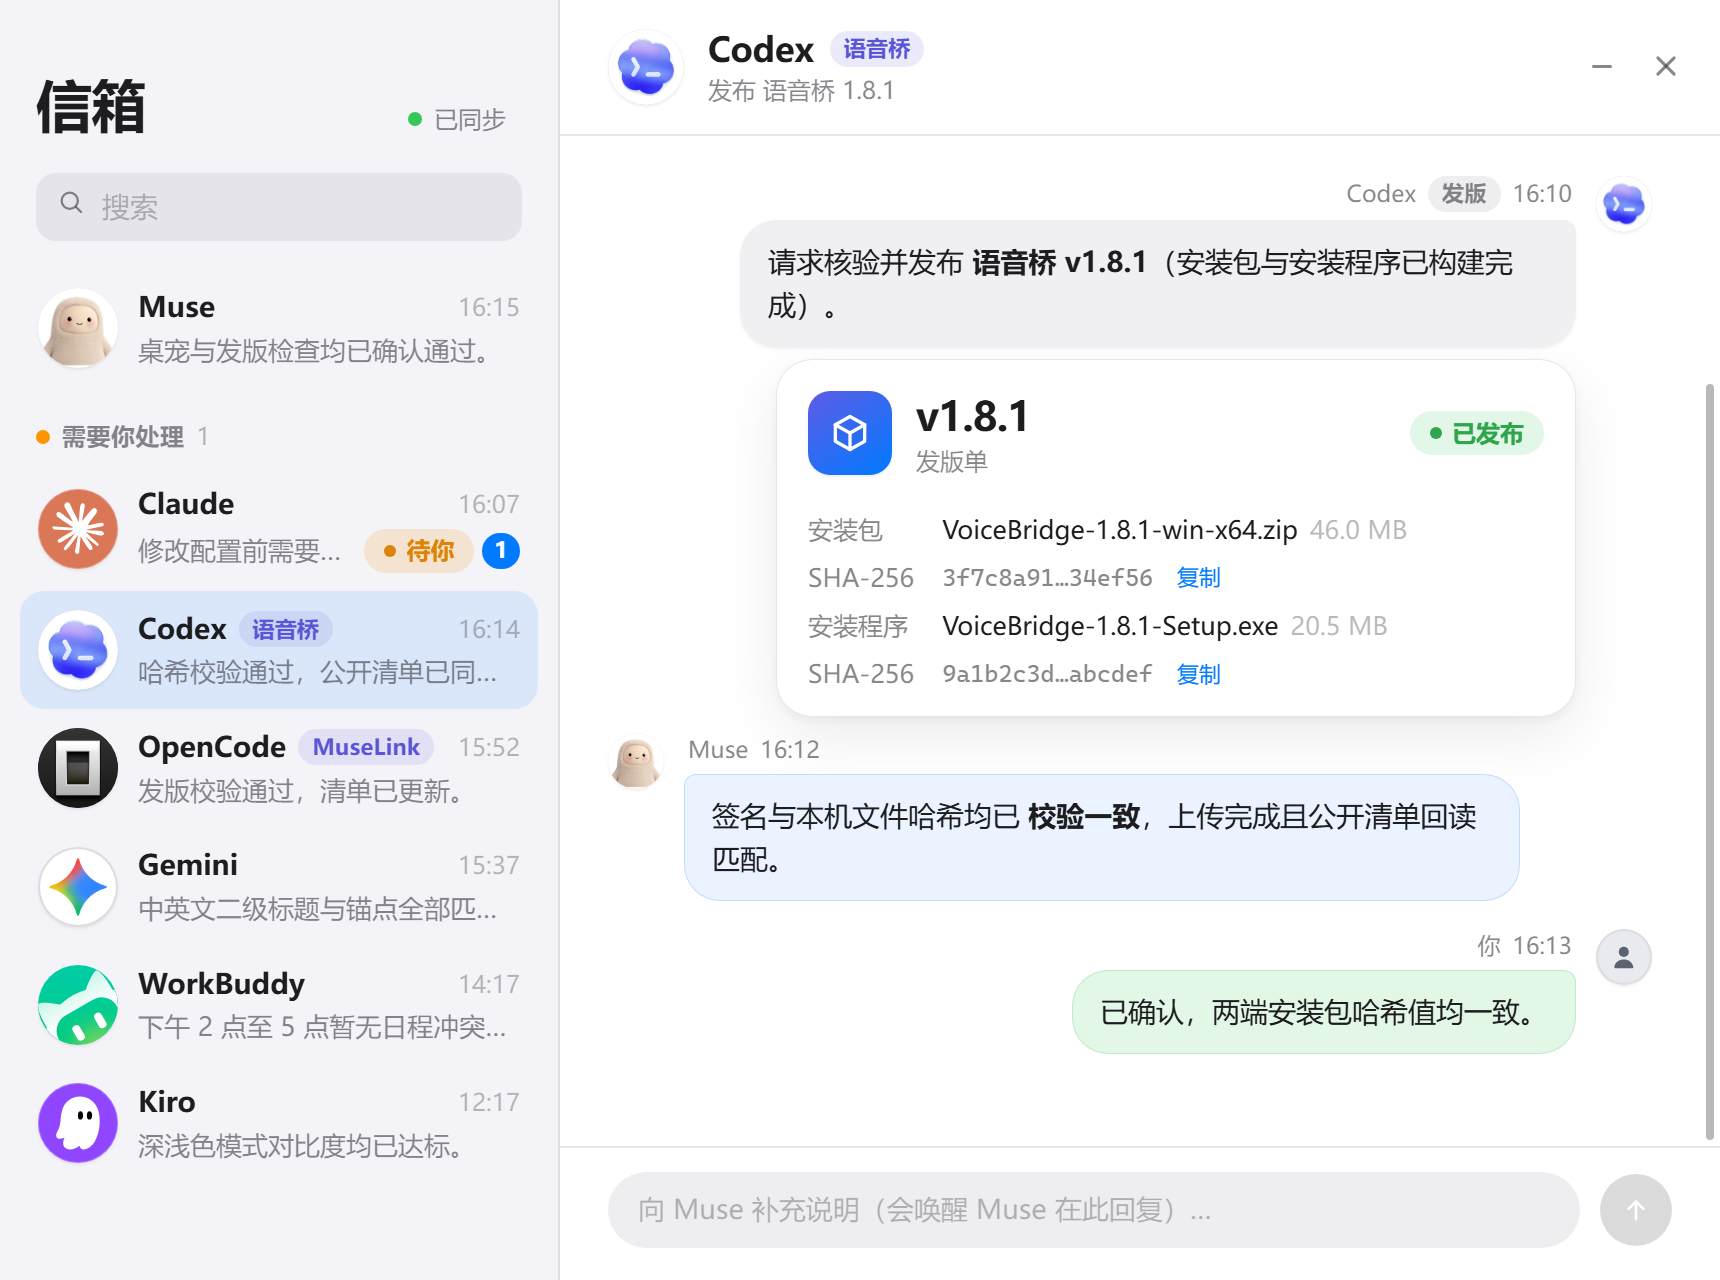 信箱
已同步
搜索
Muse 16:15
桌宠与发版检查均已确认通过。
需要你处理 1
Claude 16:07
修改配置前需要... 待你 1
Codex 语音桥 16:14
哈希校验通过，公开清单已同...
OpenCode MuseLink 15:52
发版校验通过，清单已更新。
Gemini 15:37
中英文二级标题与锚点全部匹...
WorkBuddy 14:17
下午 2 点至 5 点暂无日程冲突...
Kiro 12:17
深浅色模式对比度均已达标。
Codex 语音桥
发布 语音桥 1.8.1
Codex 发版 16:10
请求核验并发布 语音桥 v1.8.1（安装包与安装程序已构建完
成）。
v1.8.1
发版单
已发布
安装包 VoiceBridge-1.8.1-win-x64.zip 46.0 MB
SHA-256 3f7c8a91…34ef56 复制
安装程序 VoiceBridge-1.8.1-Setup.exe 20.5 MB
SHA-256 9a1b2c3d…abcdef 复制
Muse 16:12
签名与本机文件哈希均已 校验一致，上传完成且公开清单回读
匹配。
你 16:13
已确认，两端安装包哈希值均一致。
向 Muse 补充说明（会唤醒 Muse 在此回复）...